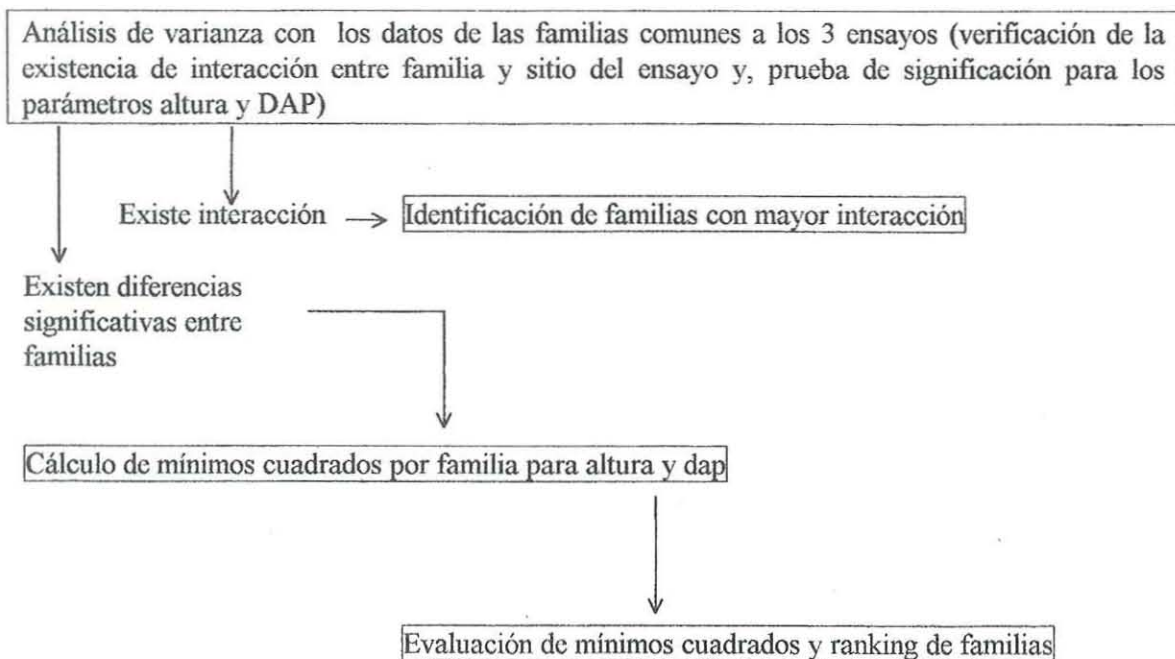 Análisis de varianza con los datos de las familias comunes a los 3 ensayos (verificación de la
existencia de interacción entre familia y sitio del ensayo y, prueba de significación para los
parámetros altura y DAP)
Existe interacción
Identificación de familias con mayor interacción
Existen diferencias
significativas entre
familias
Cálculo de mínimos cuadrados por familia para altura y dap
Evaluación de mínimos cuadrados y ranking de familias